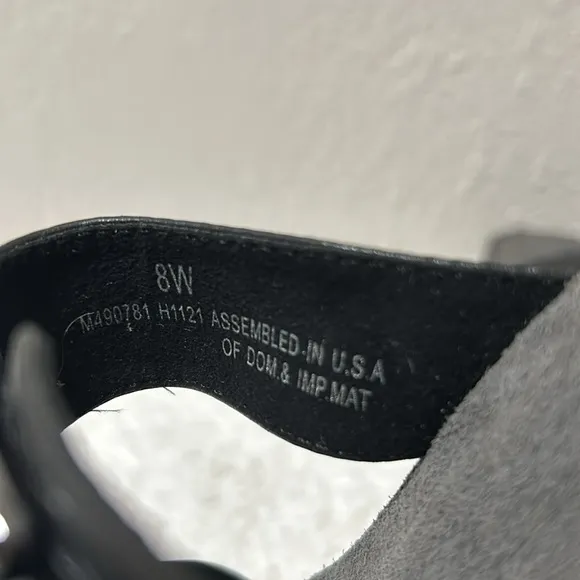 8W
M490781 H1121 ASSEMBLED IN U.S.A
OF DOM.& IMP.MAT